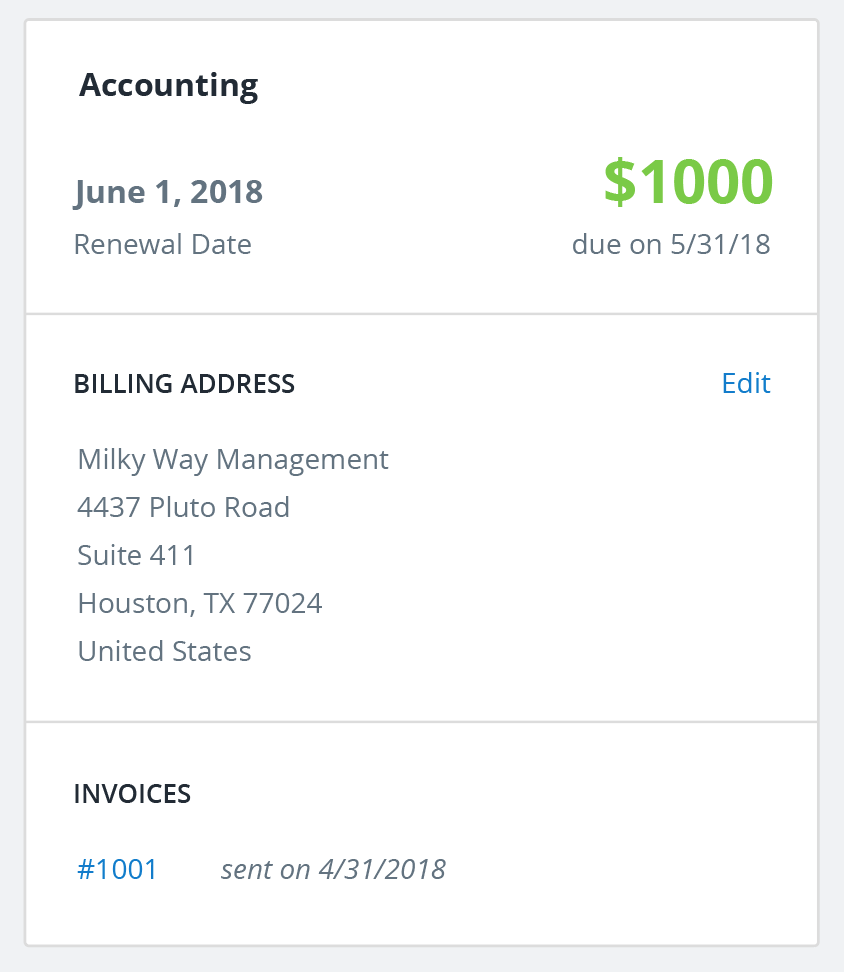 Accounting
June 1, 2018
$1000
Renewal Date
due on 5/31/18
BILLING ADDRESS
Edit
Milky Way Management
4437 Pluto Road
Suite 411
Houston, TX 77024
United States
INVOICES
#1001 sent on 4/31/2018